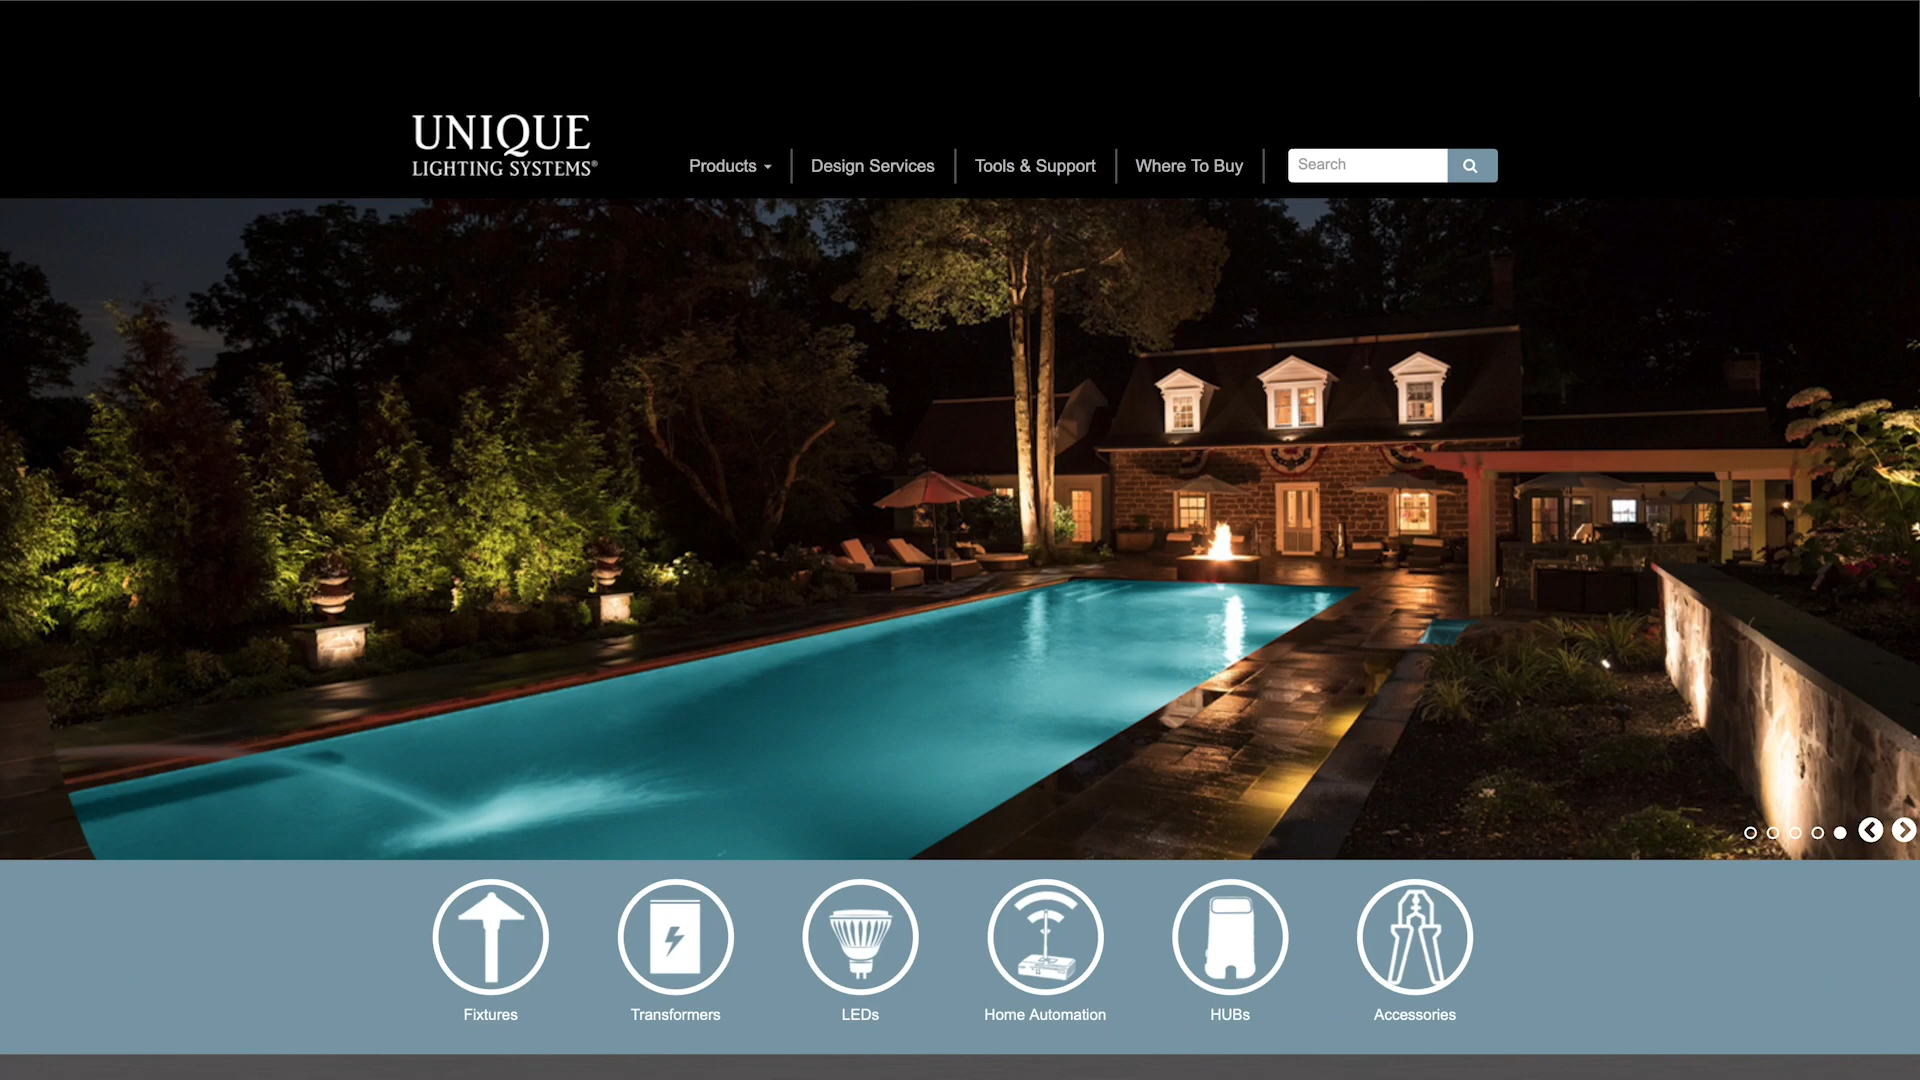 UNIQUE
LIGHTING SYSTEMS®
Products
Design Services
Tools & Support
Where To Buy
Search
Fixtures
Transformers
LEDs
Home Automation
HUBs
Accessories